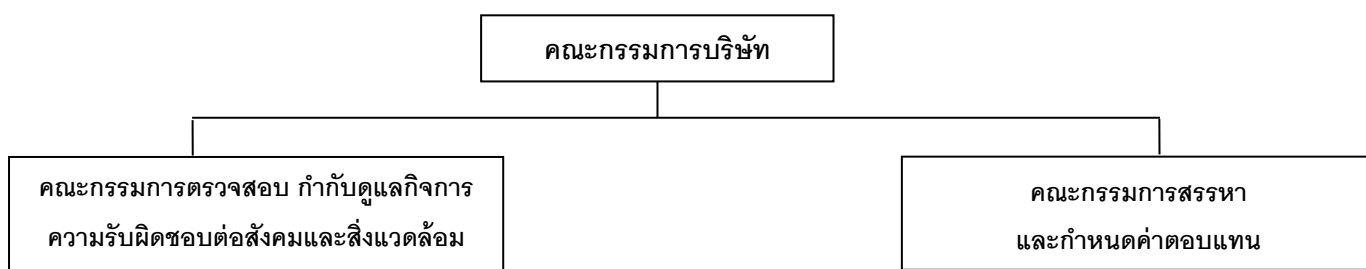 คณะกรรมการบริษัท
คณะกรรมการตรวจสอบ กำกับดูแลกิจการ
ความรับผิดชอบต่อสังคมและสิ่งแวดล้อม
คณะกรรมการสรรหา
และกำหนดค่าตอบแทน